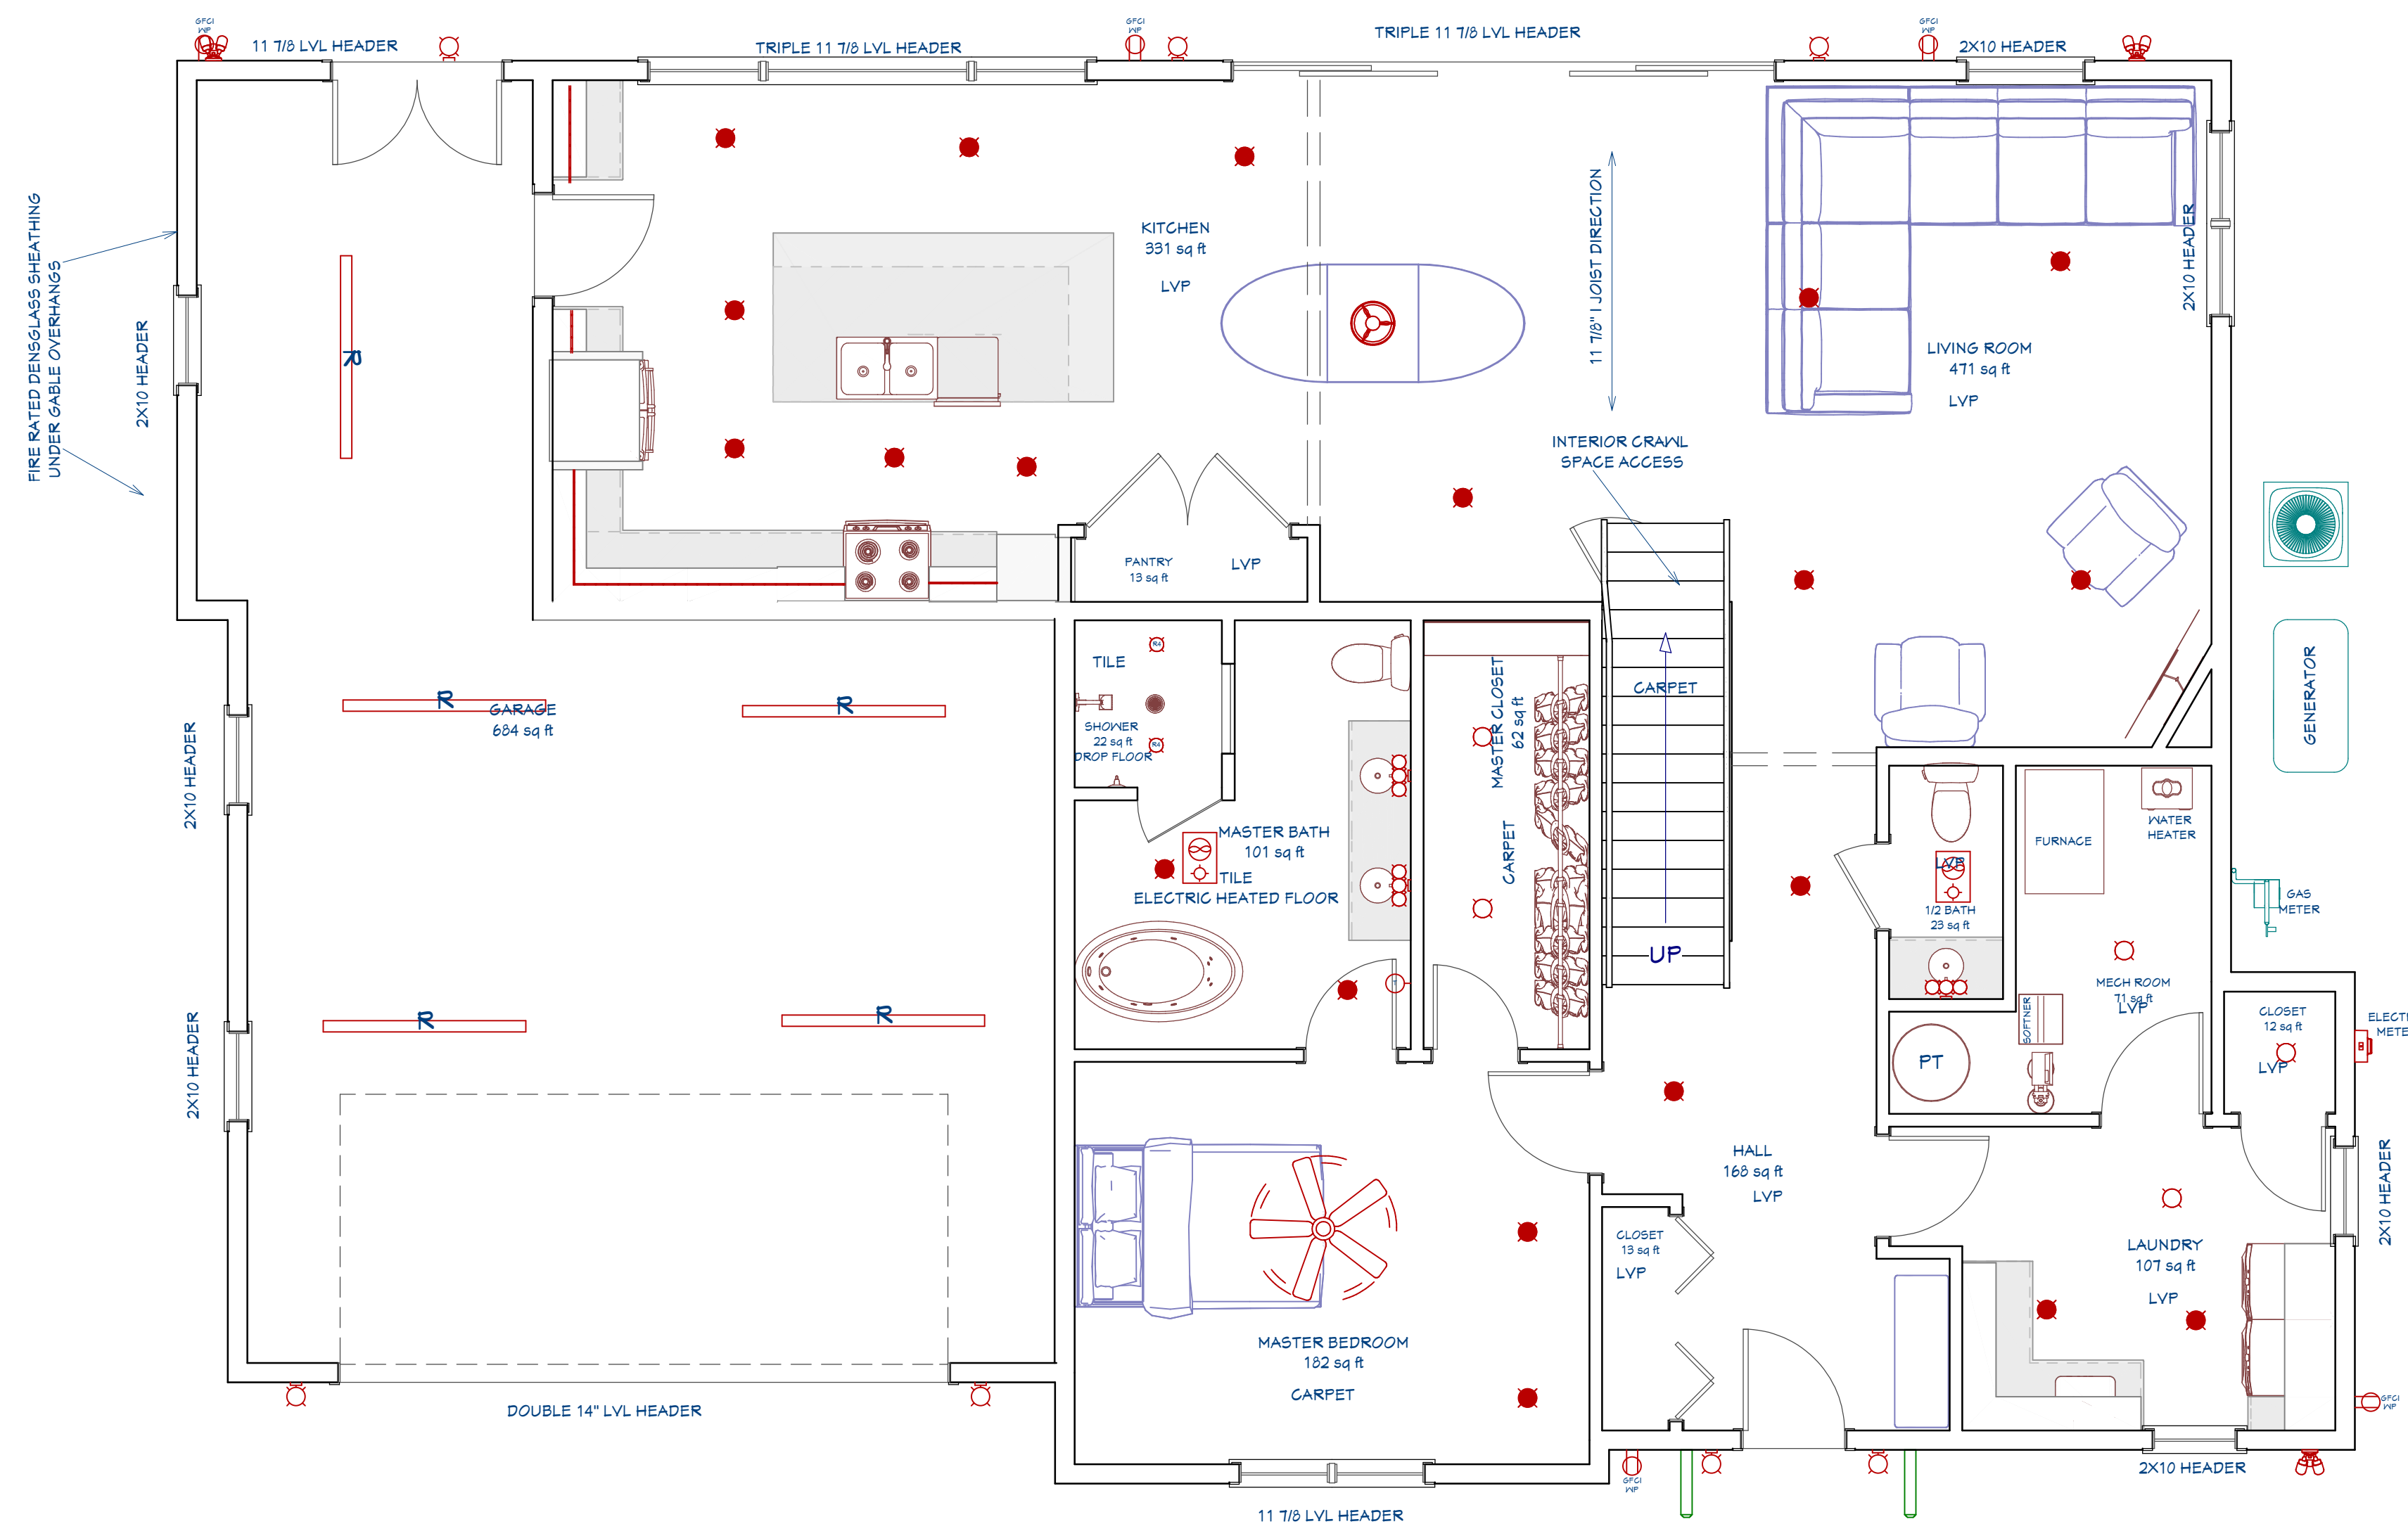 GFCI
WP
11 7/8 LVL HEADER
TRIPLE 11 7/8 LVL HEADER
GFCI
WP
TRIPLE 11 7/8 LVL HEADER
GFCI
WP
2X10 HEADER
FIRE RATED DENSGLASS SHEATHING
UNDER GABLE OVERHANGS
2X10 HEADER
R
KITCHEN
331 sq ft
LVP
11 7/8" I JOIST DIRECTION
2X10 HEADER
LIVING ROOM
471 sq ft
LVP
INTERIOR CRAWL
SPACE ACCESS
PANTRY
13 sq ft
LVP
TILE
R4
SHOWER
22 sq ft
DROP FLOOR
R4
R
GARAGE
684 sq ft
R
MASTER CLOSET
62 sq ft
CARPET
CARPET
UP
GENERATOR
2X10 HEADER
MASTER BATH
101 sq ft
TILE
ELECTRIC HEATED FLOOR
LVP
1/2 BATH
23 sq ft
FURNACE
WATER
HEATER
GAS
METER
MECH ROOM
71 sq ft
LVP
SOFTNER
PT
CLOSET
12 sq ft
LVP
ELECT
METE
2X10 HEADER
R
R
HALL
168 sq ft
LVP
CLOSET
13 sq ft
LVP
LAUNDRY
107 sq ft
LVP
2X10 HEADER
MASTER BEDROOM
182 sq ft
CARPET
DOUBLE 14" LVL HEADER
GFCI
WP
GFCI
WP
2X10 HEADER
11 7/8 LVL HEADER